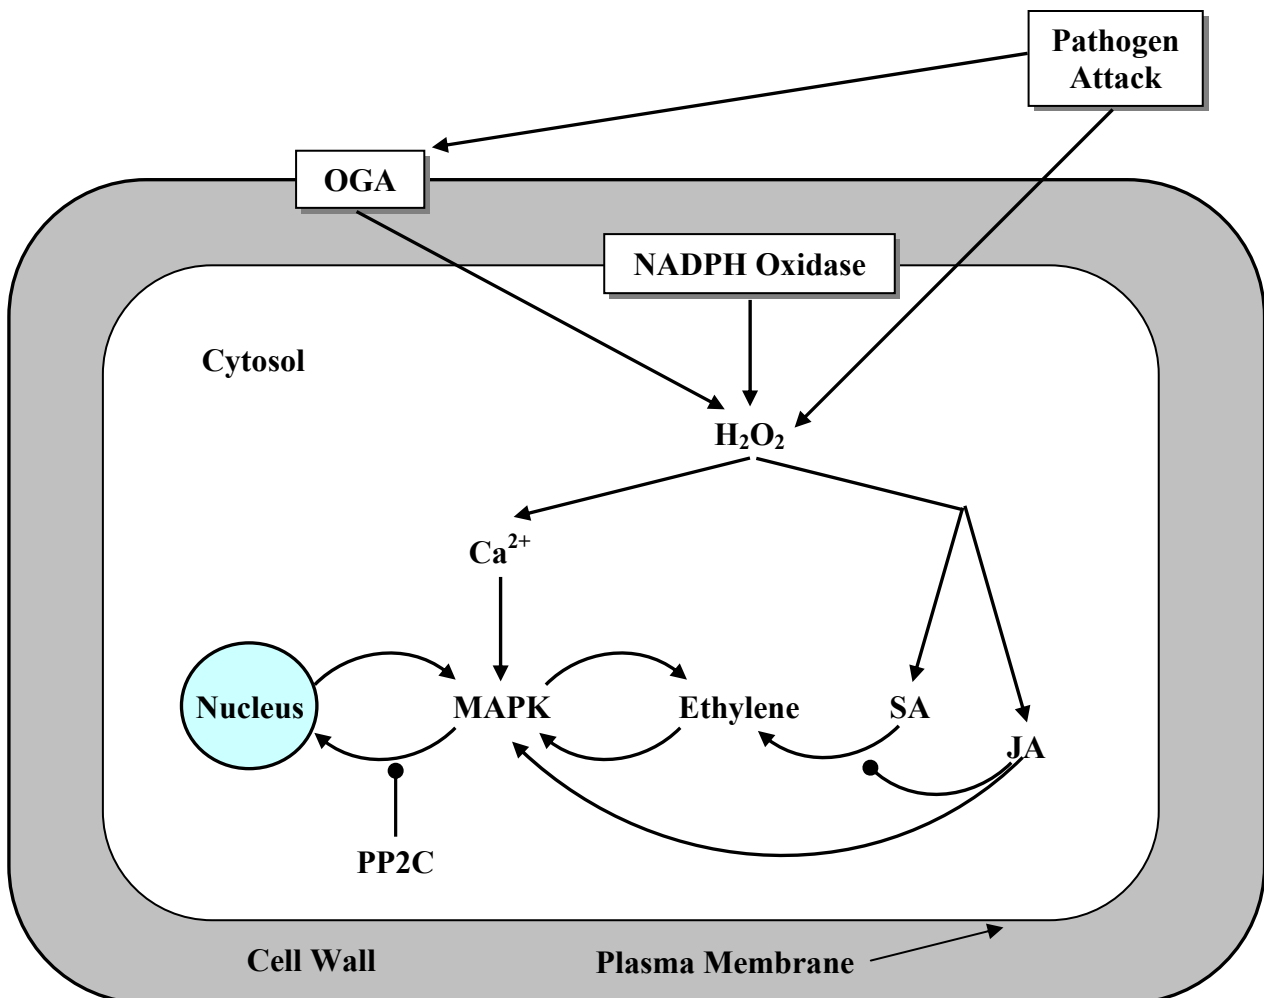 Pathogen
Attack
OGA
NADPH Oxidase
Cytosol
H₂O₂
Ca²⁺
Nucleus
MAPK
Ethylene
SA
JA
PP2C
Cell Wall
Plasma Membrane